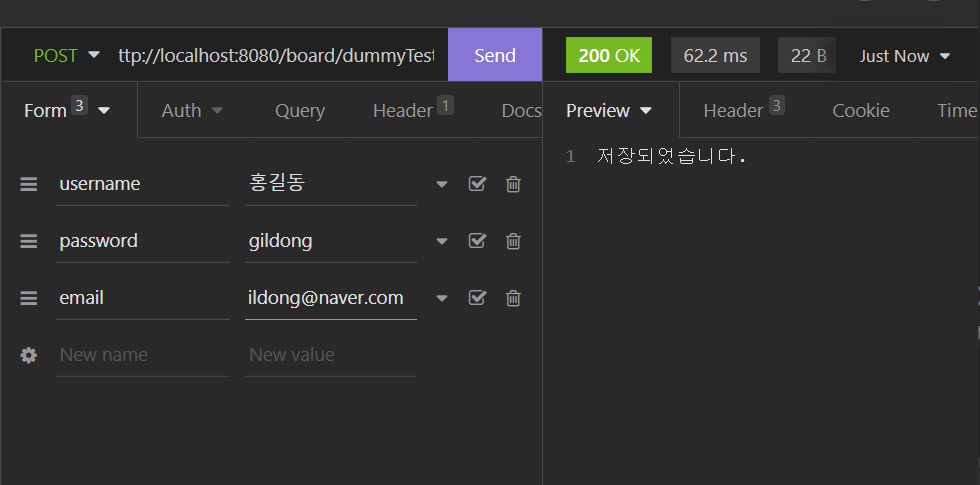 POST ttp://localhost:8080/board/dummyTest Send 200 OK 62.2 ms 22 B Just Now
Form 3 Auth Query Header 1 Docs Preview Header 3 Cookie Time
1 저장되었습니다.
username 홍길동
password gildong
email ildong@naver.com
New name New value